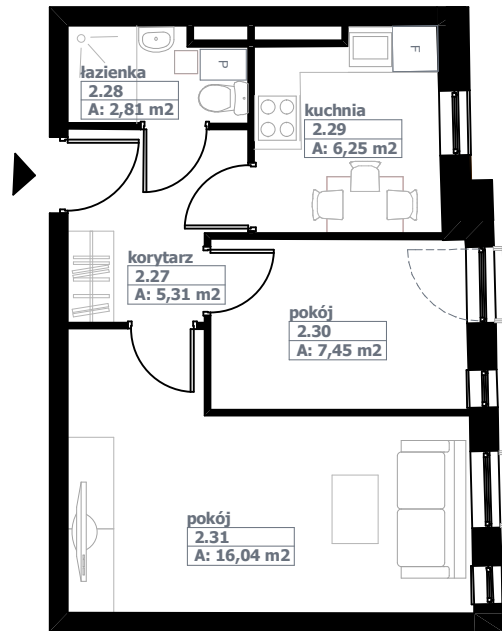 łazienka
2.28
A: 2,81 m2
P
F
kuchnia
2.29
A: 6,25 m2
korytarz
2.27
A: 5,31 m2
pokój
2.30
A: 7,45 m2
pokój
2.31
A: 16,04 m2